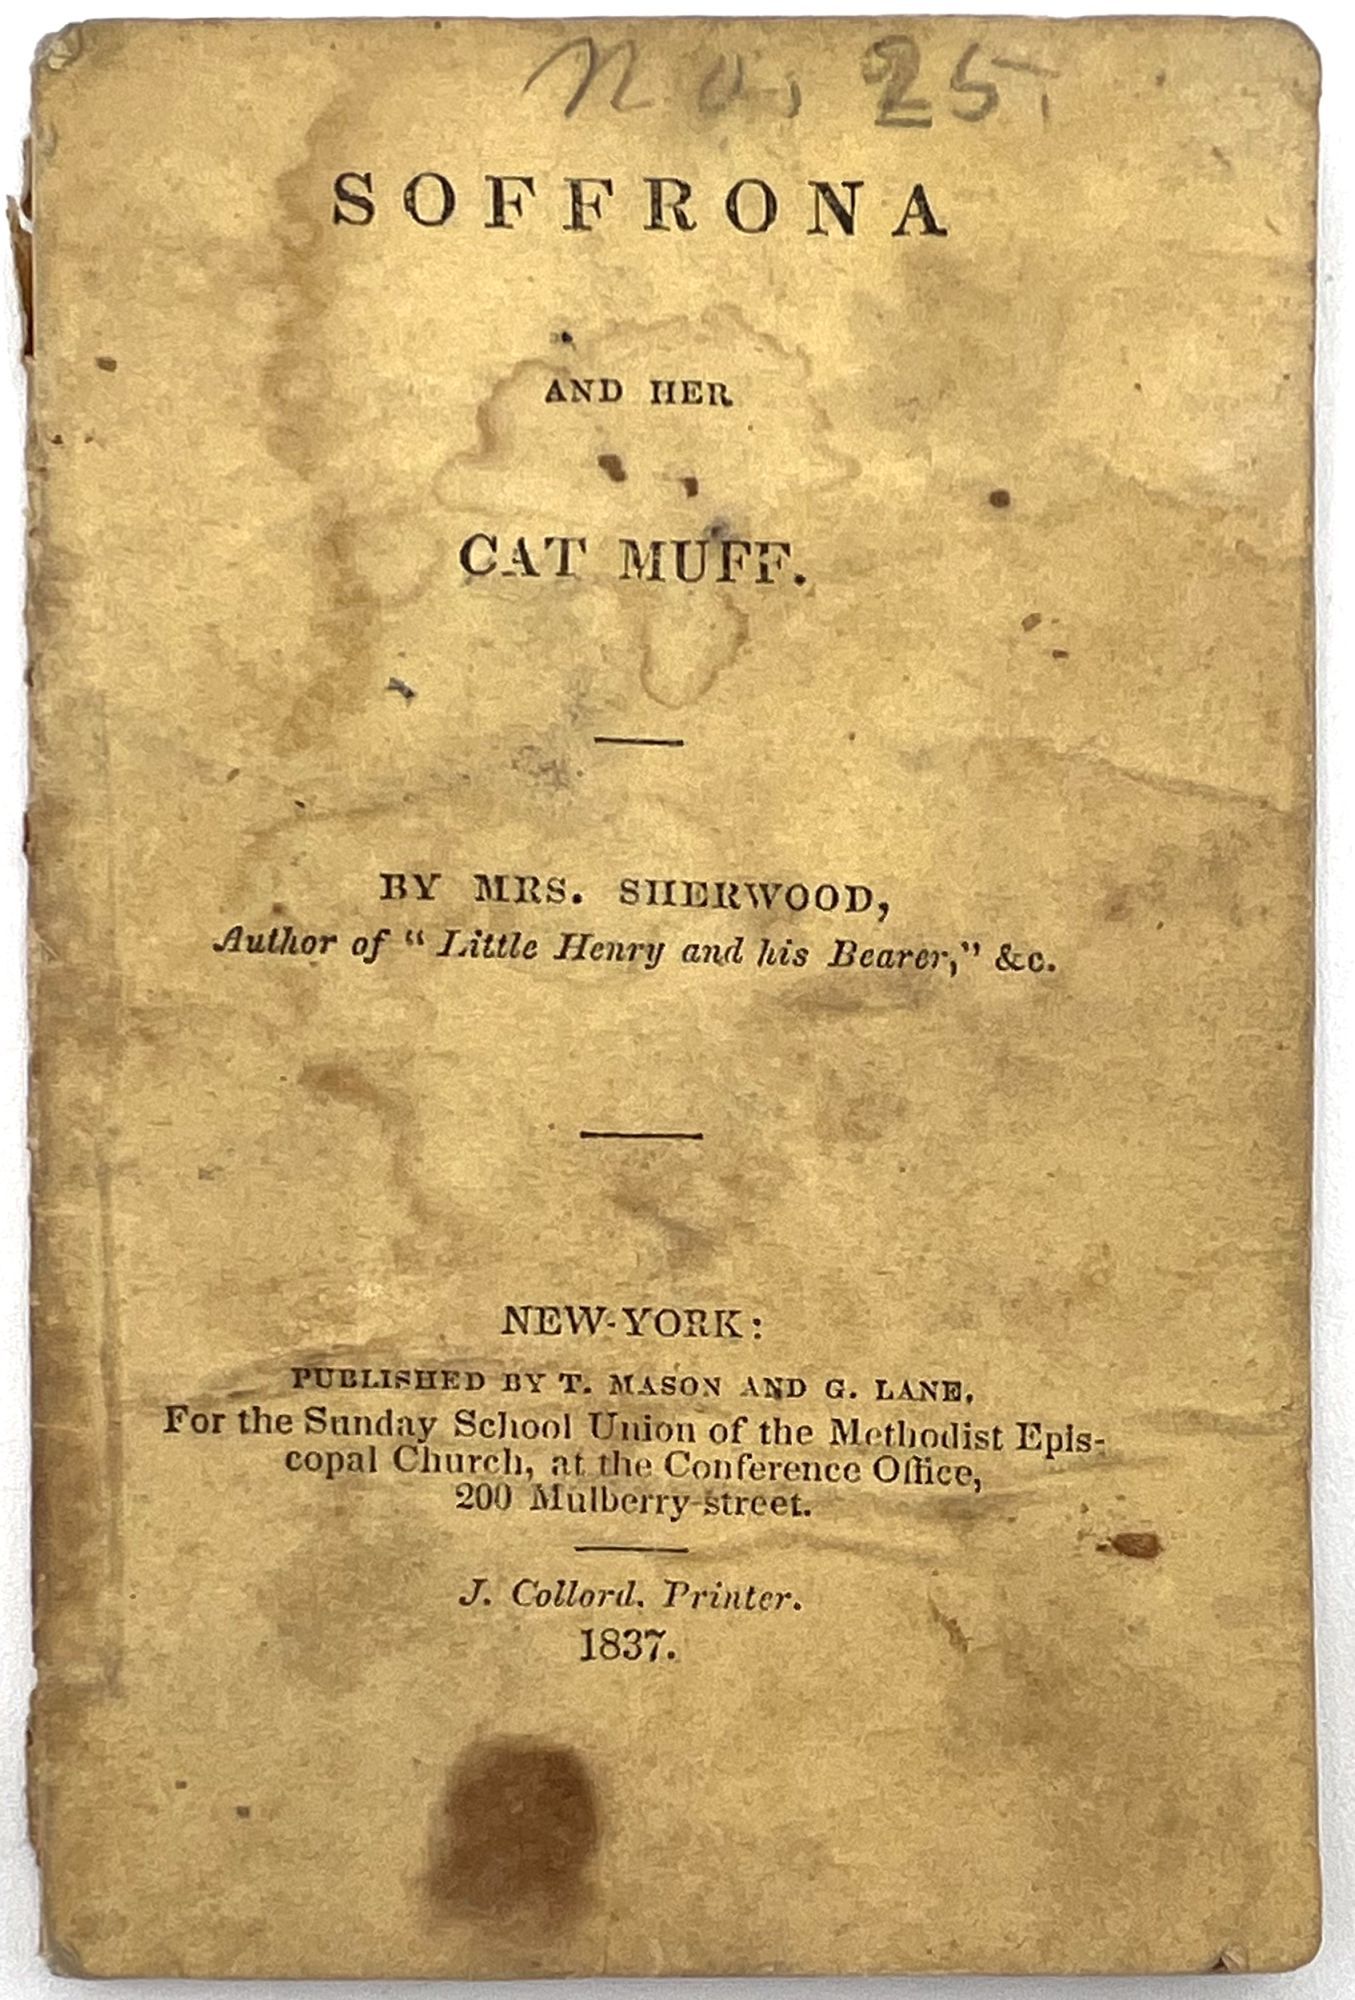 No. 25.
SOFFRONA
AND HER
CAT MUFF.
BY MRS. SHERWOOD,
Author of "Little Henry and his Bearer," &c.
NEW-YORK:
PUBLISHED BY T. MASON AND G. LANE,
For the Sunday School Union of the Methodist Epis-
copal Church, at the Conference Office,
200 Mulberry-street.
J. Collord, Printer.
1837.